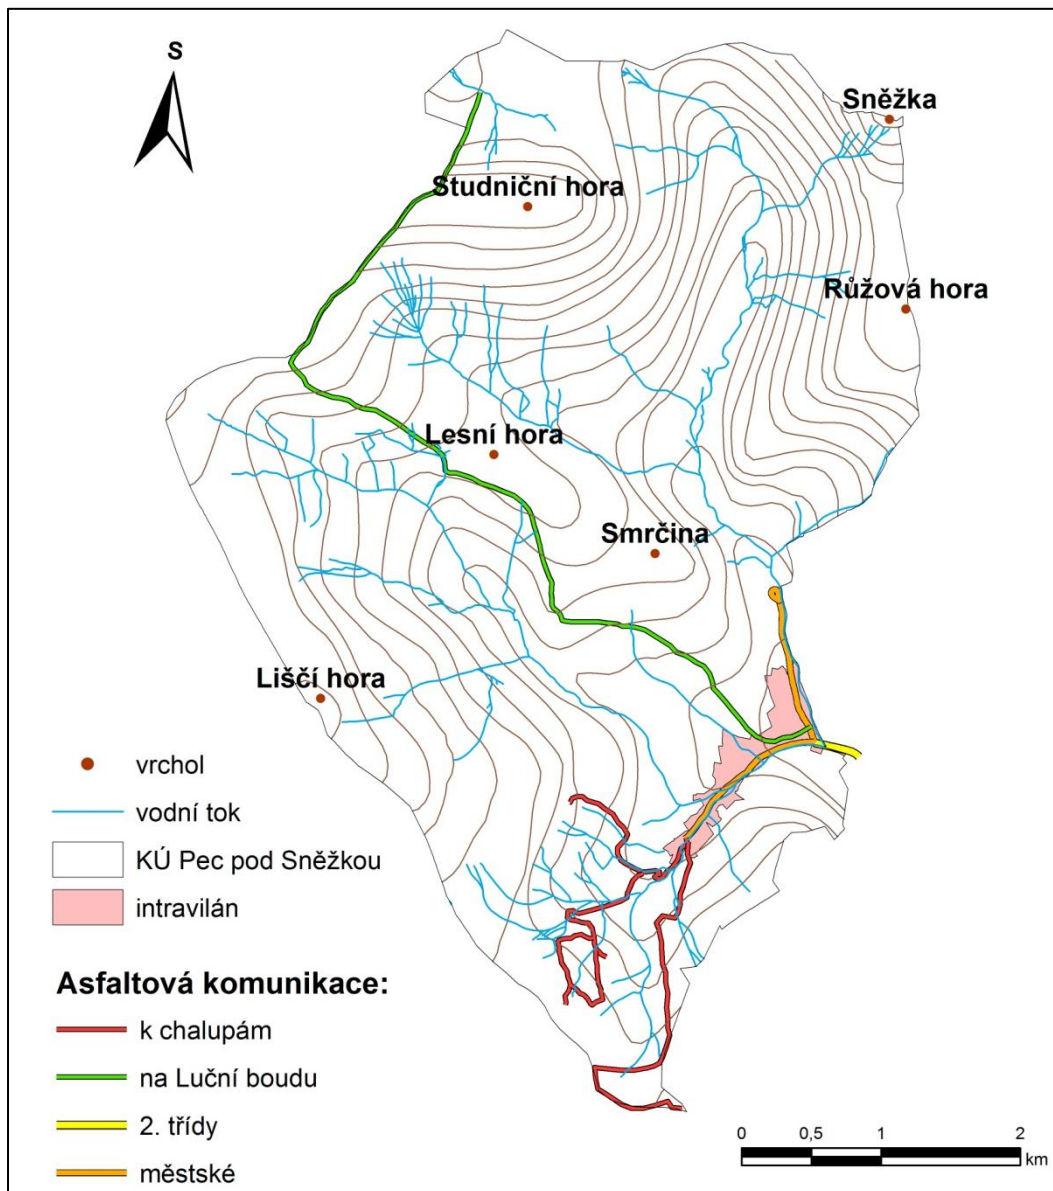 S
Sněžka
Studniční hora
Růžová hora
Lesní hora
Smrčina
Liščí hora
vrchol
vodní tok
KÚ Pec pod Sněžkou
intravilán
Asfaltová komunikace:
k chalupám
na Luční boudu
2. třídy
městské
0 0,5 1 2
km